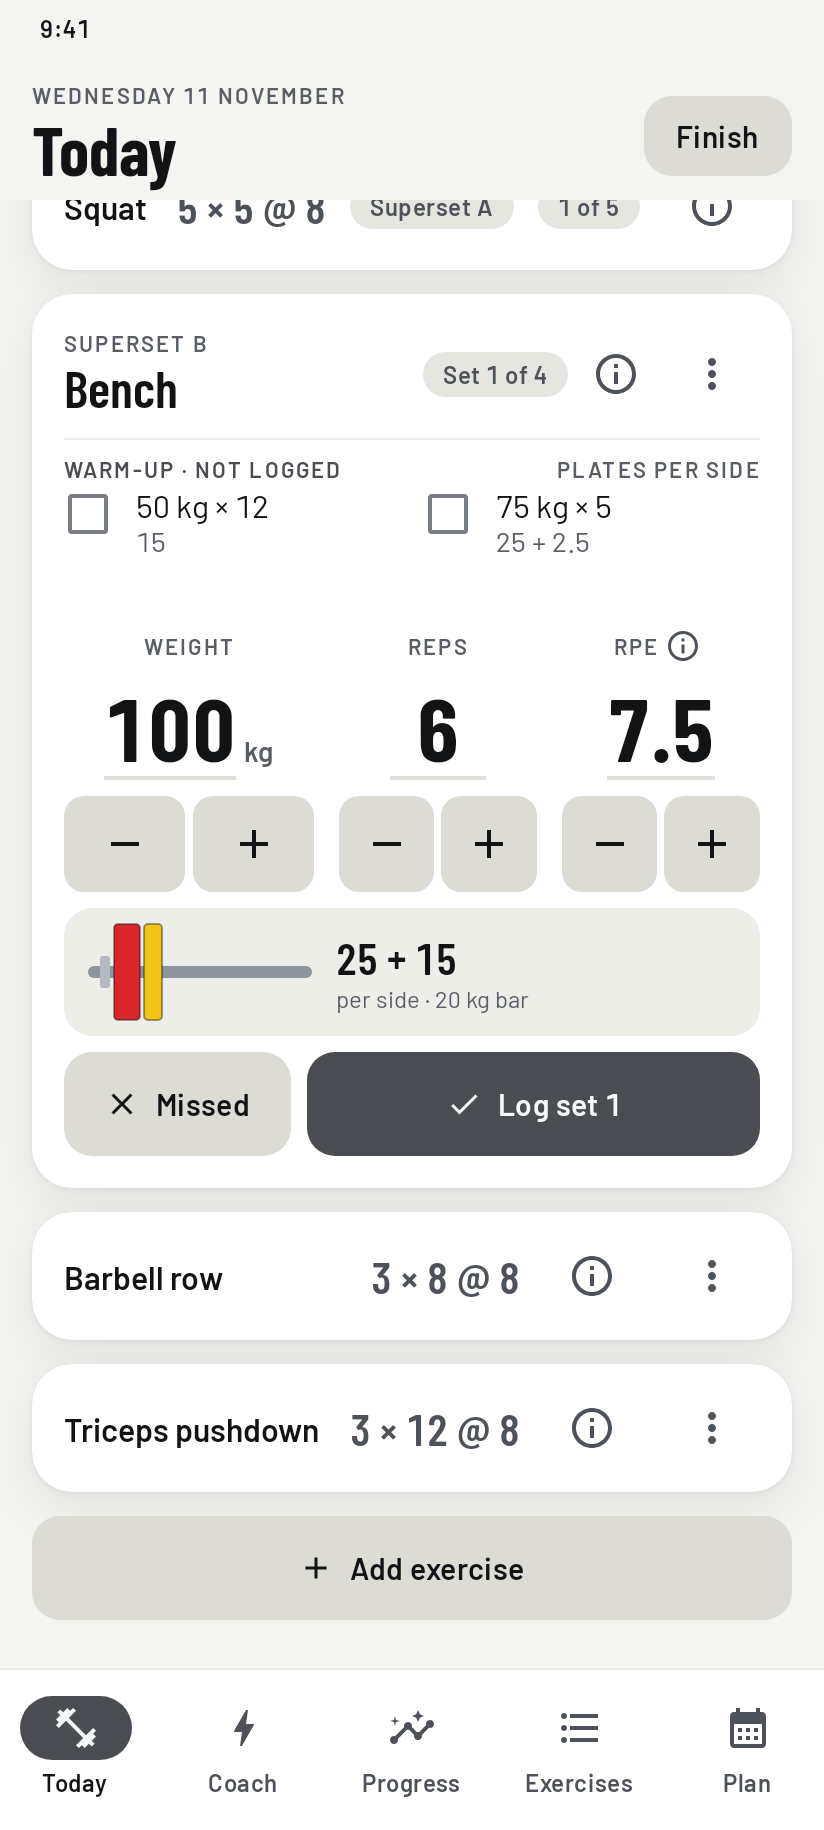 9:41
WEDNESDAY 11 NOVEMBER
Today
Finish
Squat 5 × 5 @ 8 Superset A 1 of 5
SUPERSET B
Bench
Set 1 of 4
WARM-UP · NOT LOGGED PLATES PER SIDE
50 kg × 12 75 kg × 5
15 25 + 2.5
WEIGHT REPS RPE
100 kg 6 7.5
25 + 15
per side · 20 kg bar
Missed Log set 1
Barbell row 3 × 8 @ 8
Triceps pushdown 3 × 12 @ 8
Add exercise
Today Coach Progress Exercises Plan